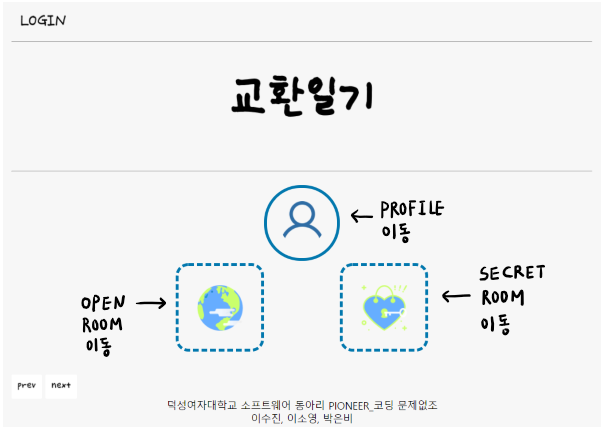 LOGIN
교환일기
← PROFILE
이동
OPEN →
ROOM
이동
← SECRET
ROOM
이동
prev next
덕성여자대학교 소프트웨어 동아리 PIONEER_코딩 문제없조
이수진, 이소영, 박은비